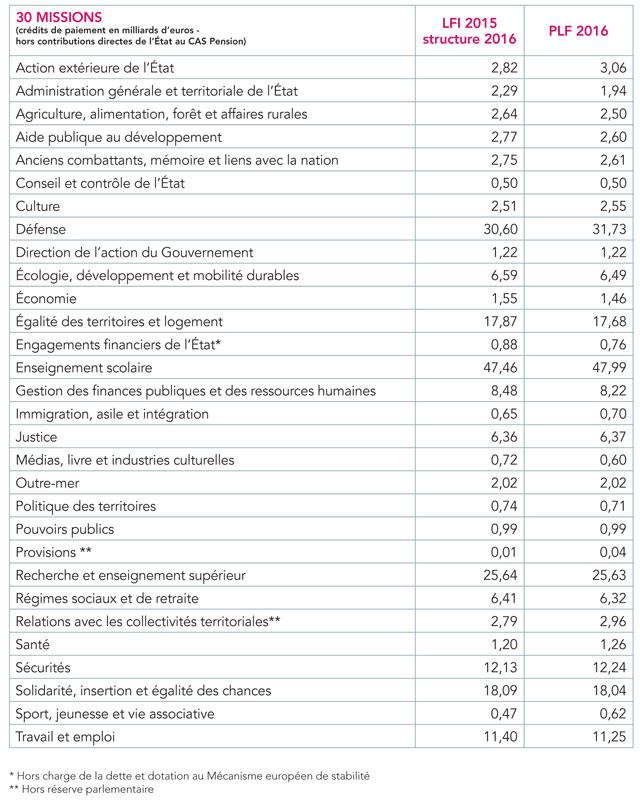 30 MISSIONS
(crédits de paiement en milliards d'euros -
hors contributions directes de l'État au CAS Pension)
LFI 2015
structure 2016
PLF 2016
Action extérieure de l'État 2,82 3,06
Administration générale et territoriale de l'État 2,29 1,94
Agriculture, alimentation, forêt et affaires rurales 2,64 2,50
Aide publique au développement 2,77 2,60
Anciens combattants, mémoire et liens avec la nation 2,75 2,61
Conseil et contrôle de l'État 0,50 0,50
Culture 2,51 2,55
Défense 30,60 31,73
Direction de l'action du Gouvernement 1,22 1,22
Écologie, développement et mobilité durables 6,59 6,49
Économie 1,55 1,46
Égalité des territoires et logement 17,87 17,68
Engagements financiers de l'État* 0,88 0,76
Enseignement scolaire 47,46 47,99
Gestion des finances publiques et des ressources humaines 8,48 8,22
Immigration, asile et intégration 0,65 0,70
Justice 6,36 6,37
Médias, livre et industries culturelles 0,72 0,60
Outre-mer 2,02 2,02
Politique des territoires 0,74 0,71
Pouvoirs publics 0,99 0,99
Provisions ** 0,01 0,04
Recherche et enseignement supérieur 25,64 25,63
Régimes sociaux et de retraite 6,41 6,32
Relations avec les collectivités territoriales** 2,79 2,96
Santé 1,20 1,26
Sécurités 12,13 12,24
Solidarité, insertion et égalité des chances 18,09 18,04
Sport, jeunesse et vie associative 0,47 0,62
Travail et emploi 11,40 11,25
* Hors charge de la dette et dotation au Mécanisme européen de stabilité
** Hors réserve parlementaire